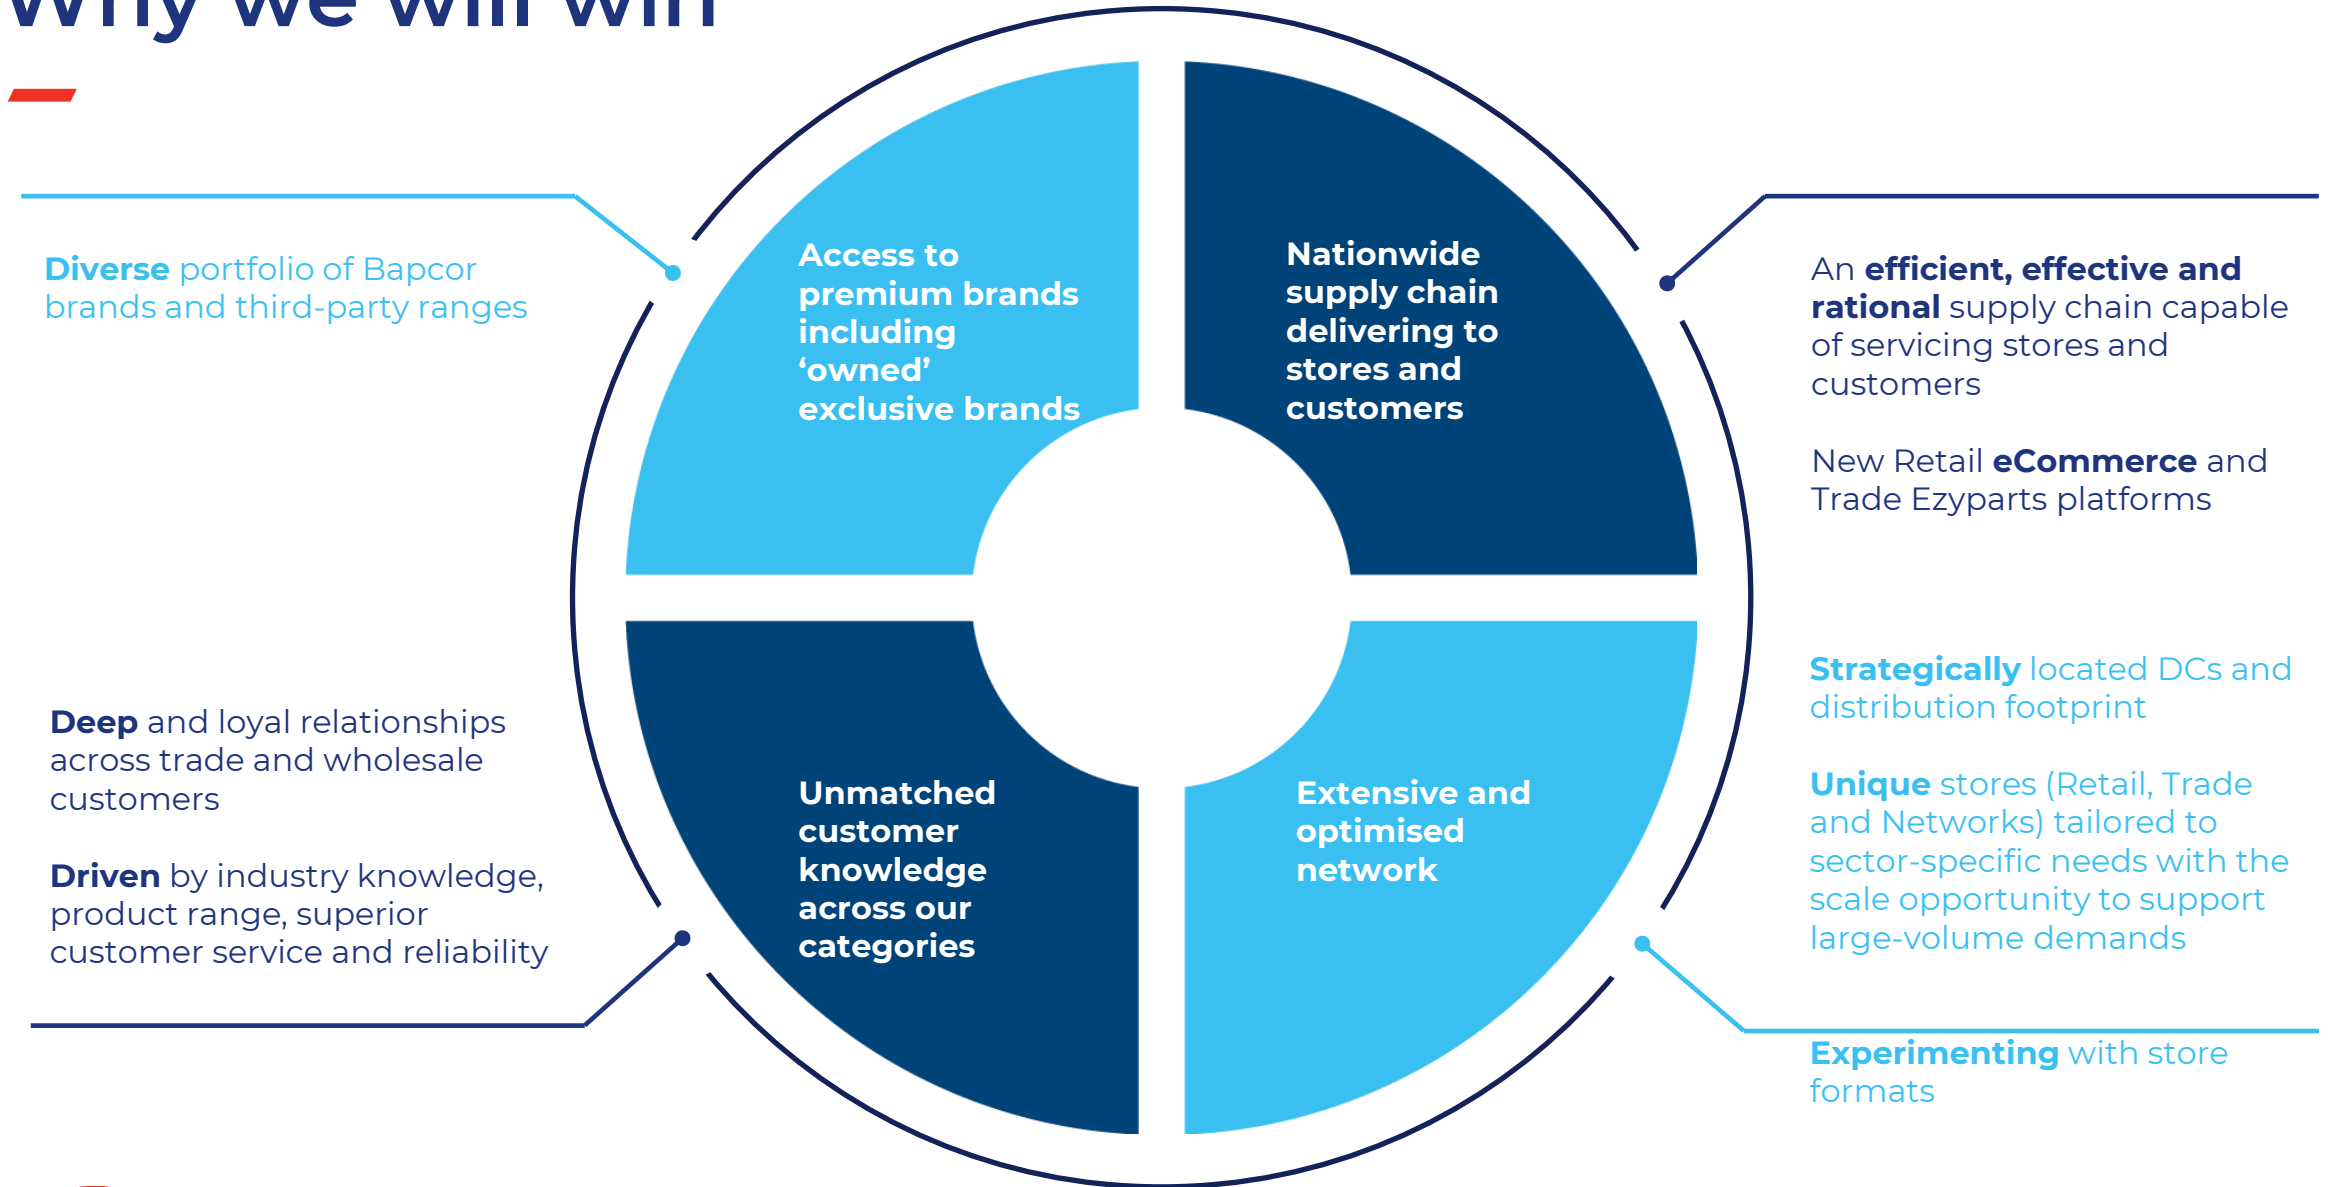 Why we will win
Diverse portfolio of Bapcor
brands and third-party ranges
Access to
premium brands
including
‘owned’
exclusive brands
Nationwide
supply chain
delivering to
stores and
customers
An efficient, effective and
rational supply chain capable
of servicing stores and
customers
New Retail eCommerce and
Trade Ezyparts platforms
Deep and loyal relationships
across trade and wholesale
customers
Driven by industry knowledge,
product range, superior
customer service and reliability
Unmatched
customer
knowledge
across our
categories
Extensive and
optimised
network
Strategically located DCs and
distribution footprint
Unique stores (Retail, Trade
and Networks) tailored to
sector-specific needs with the
scale opportunity to support
large-volume demands
Experimenting with store
formats